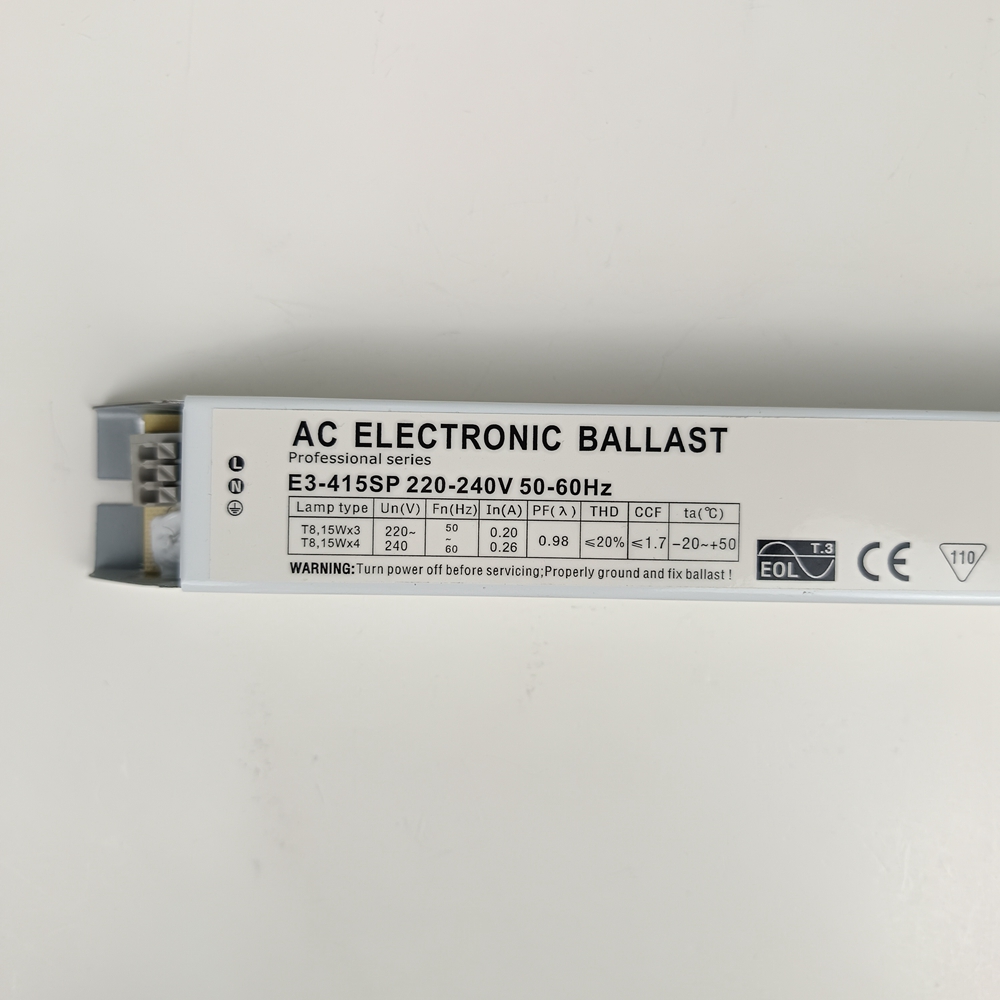 AC ELECTRONIC BALLAST
Professional series
E3-415SP 220-240V 50-60Hz
L
N
Lamp type Un(V) Fn(Hz) In(A) PF(λ) THD CCF ta(℃)
T8,15Wx3 220~ 50 0.20 0.98 ≤20% ≤1.7 -20~+50
~
T8,15Wx4 240 60 0.26
WARNING:Turn power off before servicing;Properly ground and fix ballast!
T.3
EOL
CE
110